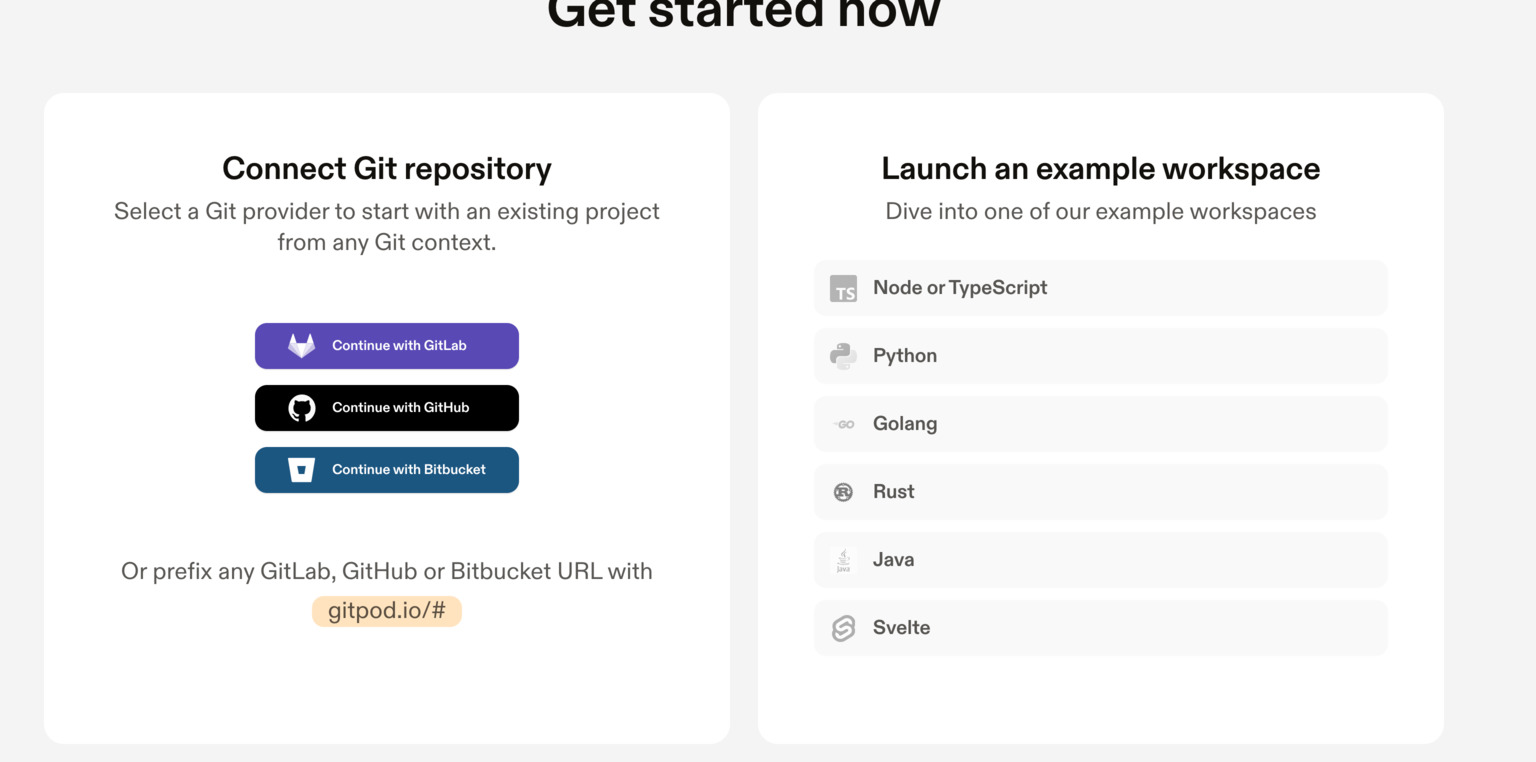 Get started now
Connect Git repository
Select a Git provider to start with an existing project
from any Git context.
Continue with GitLab
Continue with GitHub
Continue with Bitbucket
Or prefix any GitLab, GitHub or Bitbucket URL with
gitpod.io/#
Launch an example workspace
Dive into one of our example workspaces
TS Node or TypeScript
Python
GO Golang
R Rust
Java Java
Svelte